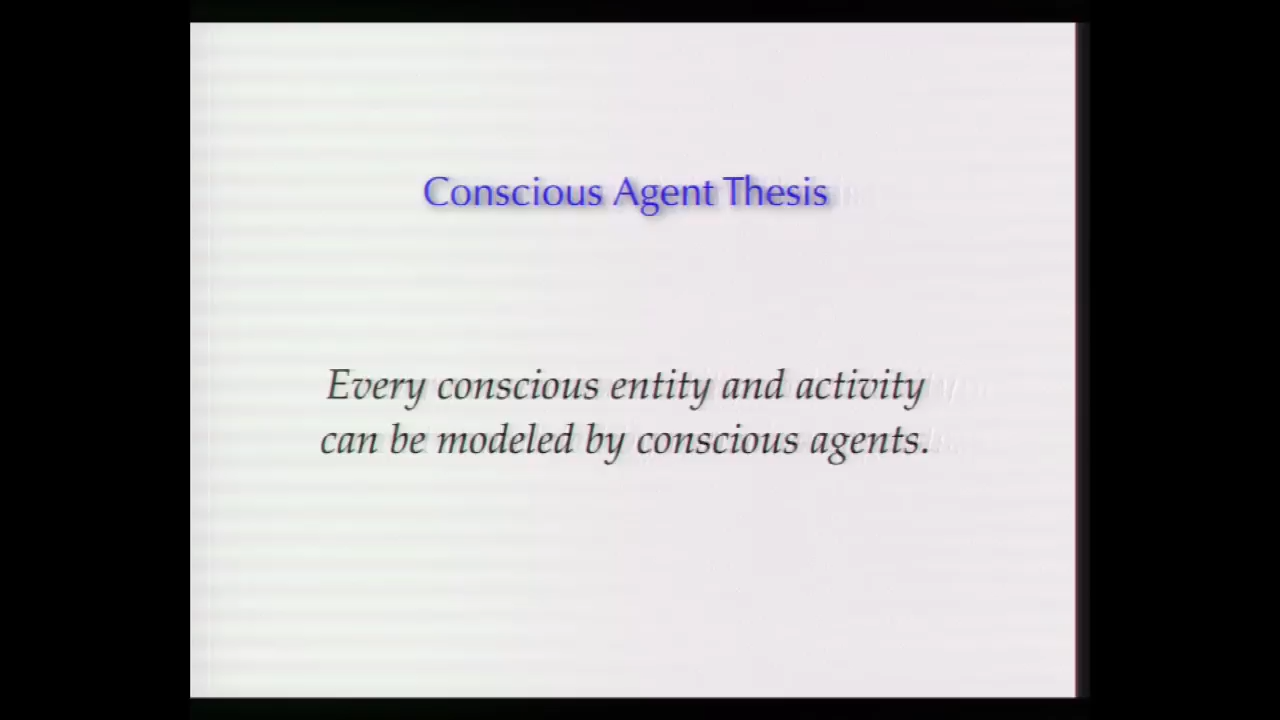 Conscious Agent Thesis
Every conscious entity and activity
can be modeled by conscious agents.